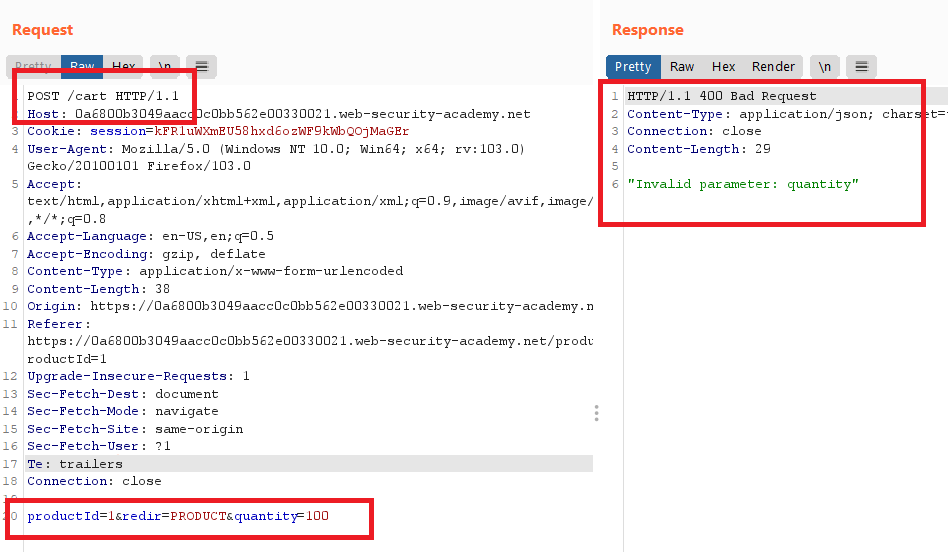 Request
Pretty Raw Hex \n
1 POST /cart HTTP/1.1
2 Host: 0a6800b3049aacc0c0bb562e00330021.web-security-academy.net
3 Cookie: session=kFR1uWXmEU58hxd6ozWF9kWbQOjMaGEr
4 User-Agent: Mozilla/5.0 (Windows NT 10.0; Win64; x64; rv:103.0)
Gecko/20100101 Firefox/103.0
5 Accept:
text/html,application/xhtml+xml,application/xml;q=0.9,image/avif,image/
,*/*;q=0.8
6 Accept-Language: en-US,en;q=0.5
7 Accept-Encoding: gzip, deflate
8 Content-Type: application/x-www-form-urlencoded
9 Content-Length: 38
10 Origin: https://0a6800b3049aacc0c0bb562e00330021.web-security-academy.n
11 Referer:
https://0a6800b3049aacc0c0bb562e00330021.web-security-academy.net/produ
roductId=1
12 Upgrade-Insecure-Requests: 1
13 Sec-Fetch-Dest: document
14 Sec-Fetch-Mode: navigate
15 Sec-Fetch-Site: same-origin
16 Sec-Fetch-User: ?1
17 Te: trailers
18 Connection: close
19
20 productId=1&redir=PRODUCT&quantity=100
Response
Pretty Raw Hex Render \n
1 HTTP/1.1 400 Bad Request
2 Content-Type: application/json; charset=
3 Connection: close
4 Content-Length: 29
5
6 "Invalid parameter: quantity"